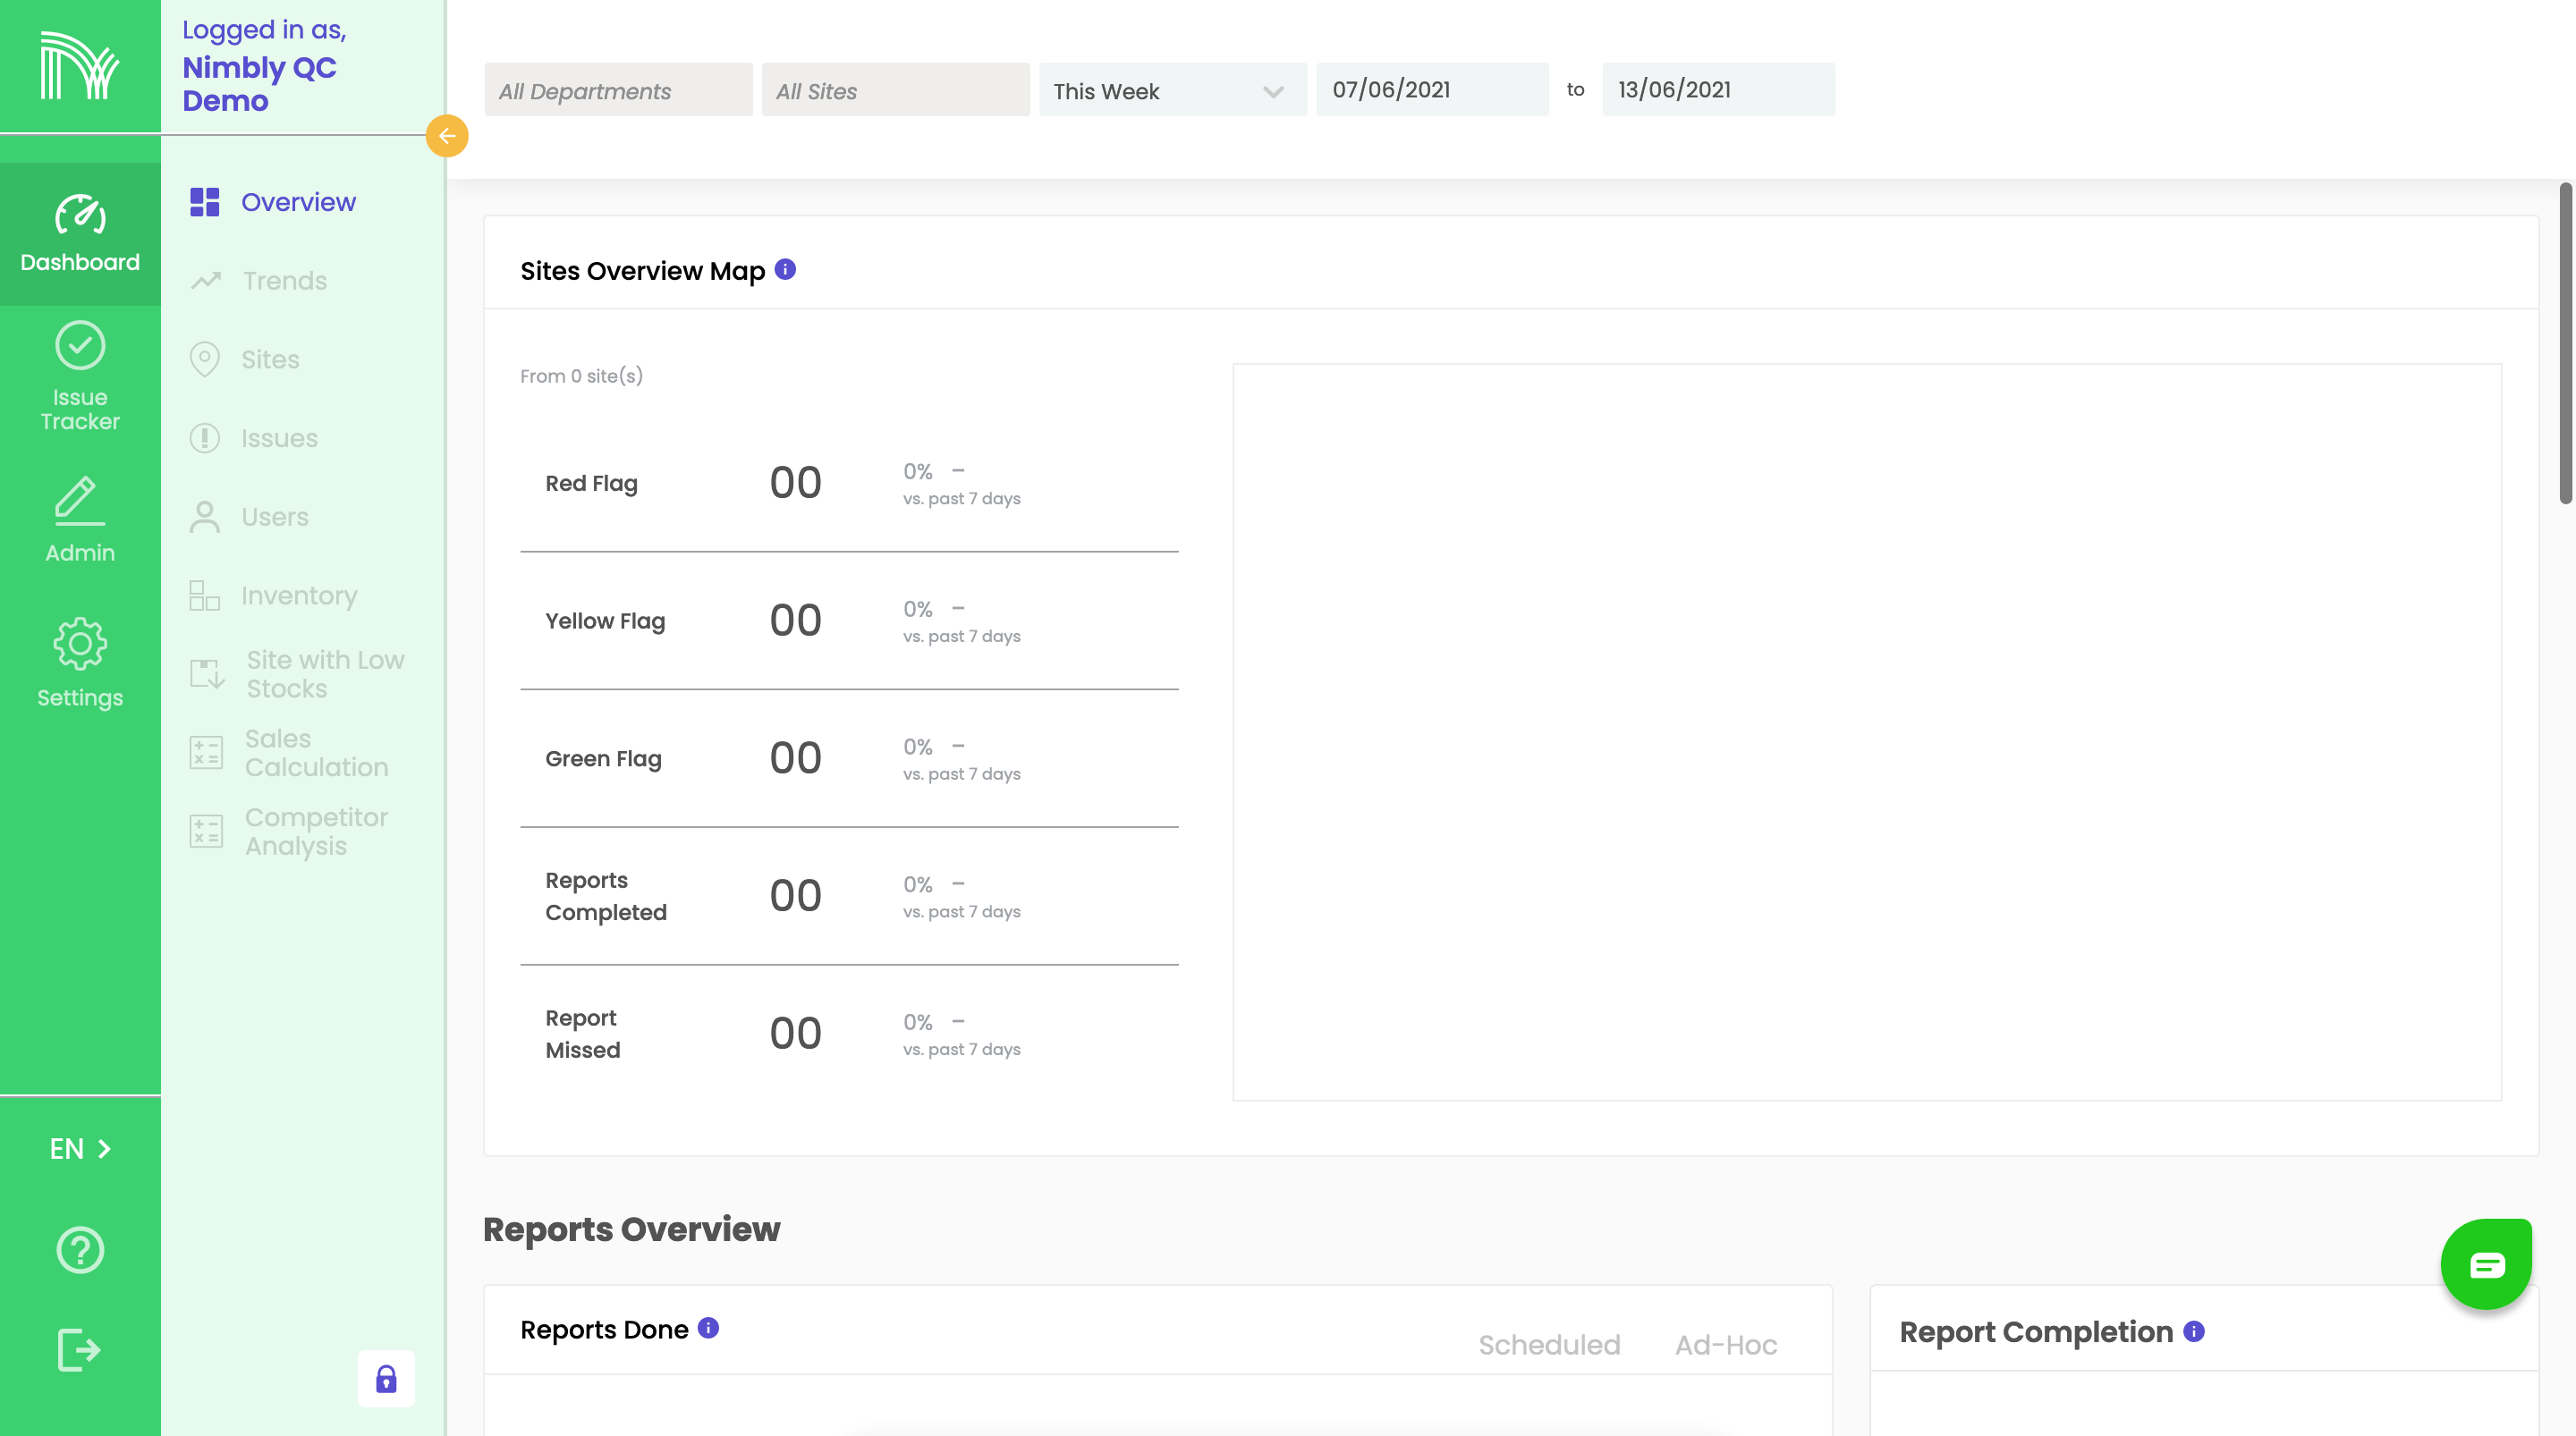 Logged in as,
Nimbly QC
Demo
Dashboard
Issue
Tracker
Admin
Settings
EN
Overview
Trends
Sites
Issues
Users
Inventory
Site with Low
Stocks
Sales
Calculation
Competitor
Analysis
All Departments
All Sites
This Week
07/06/2021
to
13/06/2021
Sites Overview Map
From 0 site(s)
Red Flag
00
0% –
vs. past 7 days
Yellow Flag
00
0% –
vs. past 7 days
Green Flag
00
0% –
vs. past 7 days
Reports
Completed
00
0% –
vs. past 7 days
Report
Missed
00
0% –
vs. past 7 days
Reports Overview
Reports Done
Scheduled
Ad-Hoc
Report Completion